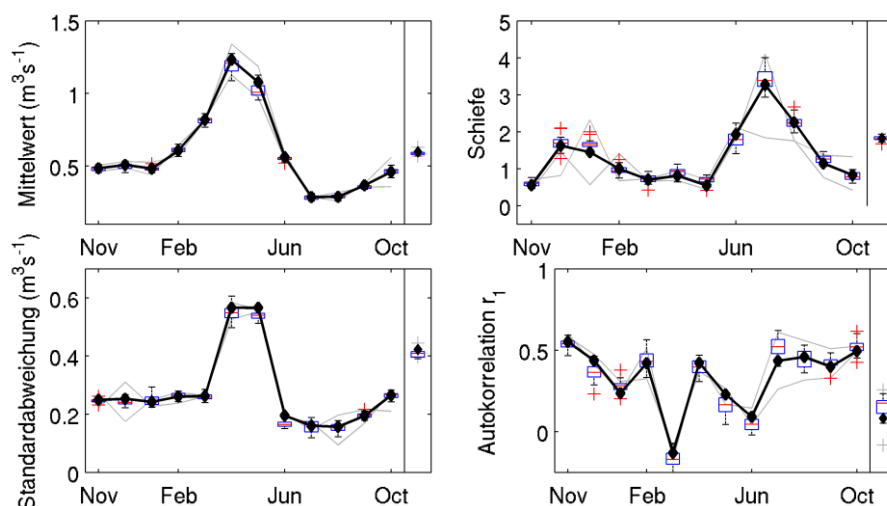 Mittelwert (m³s⁻¹)
1.5
1
0.5
Nov
Feb
Jun
Oct
Schiefe
5
4
3
2
1
0
Nov
Feb
Jun
Oct
Standardabweichung (m³s⁻¹)
0.6
0.4
0.2
0
Nov
Feb
Jun
Oct
Autokorrelation r₁
1
0.5
0
Nov
Feb
Jun
Oct